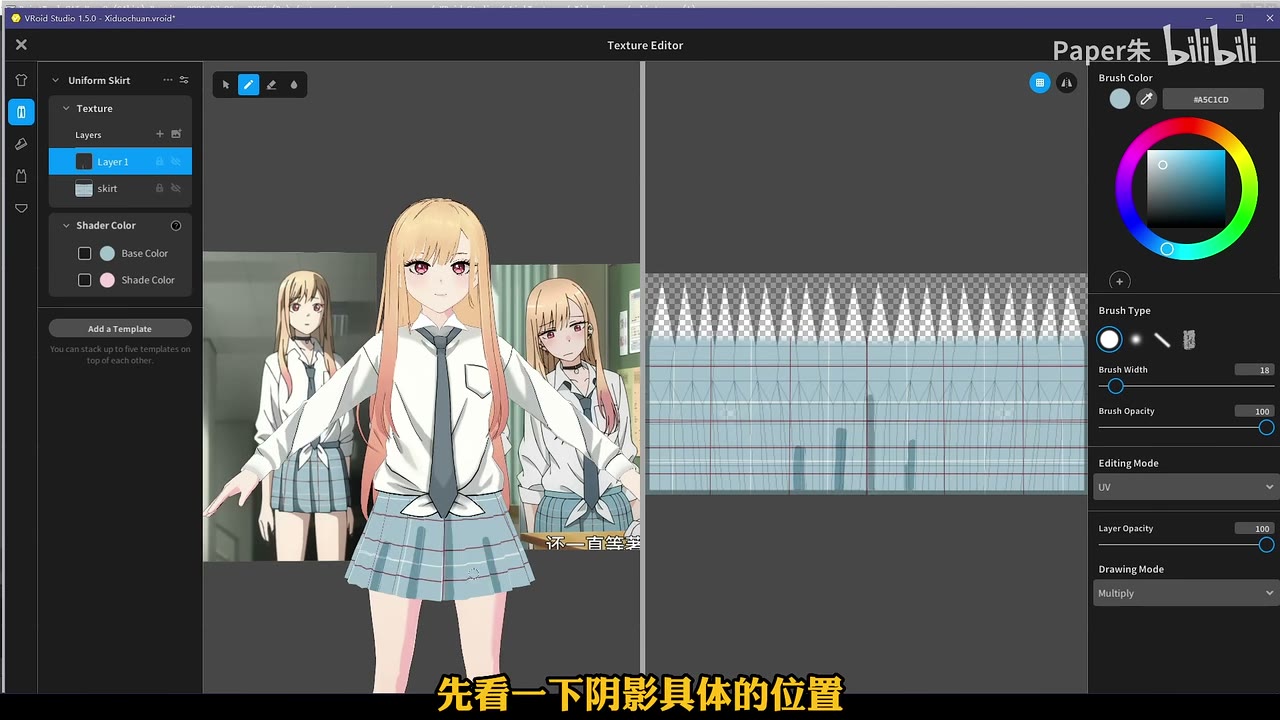 VRoid Studio 1.5.0 - Xiduochuan.vroid*
Texture Editor
Paper朱 bilibili
Uniform Skirt
Texture
Layers
Layer 1
skirt
Shader Color
Base Color
Shade Color
Add a Template
You can stack up to five templates on
top of each other.
还一直等著
Brush Color
#A5C1CD
Brush Type
Brush Width
18
Brush Opacity
100
Editing Mode
UV
Layer Opacity
100
Drawing Mode
Multiply
先看一下阴影具体的位置